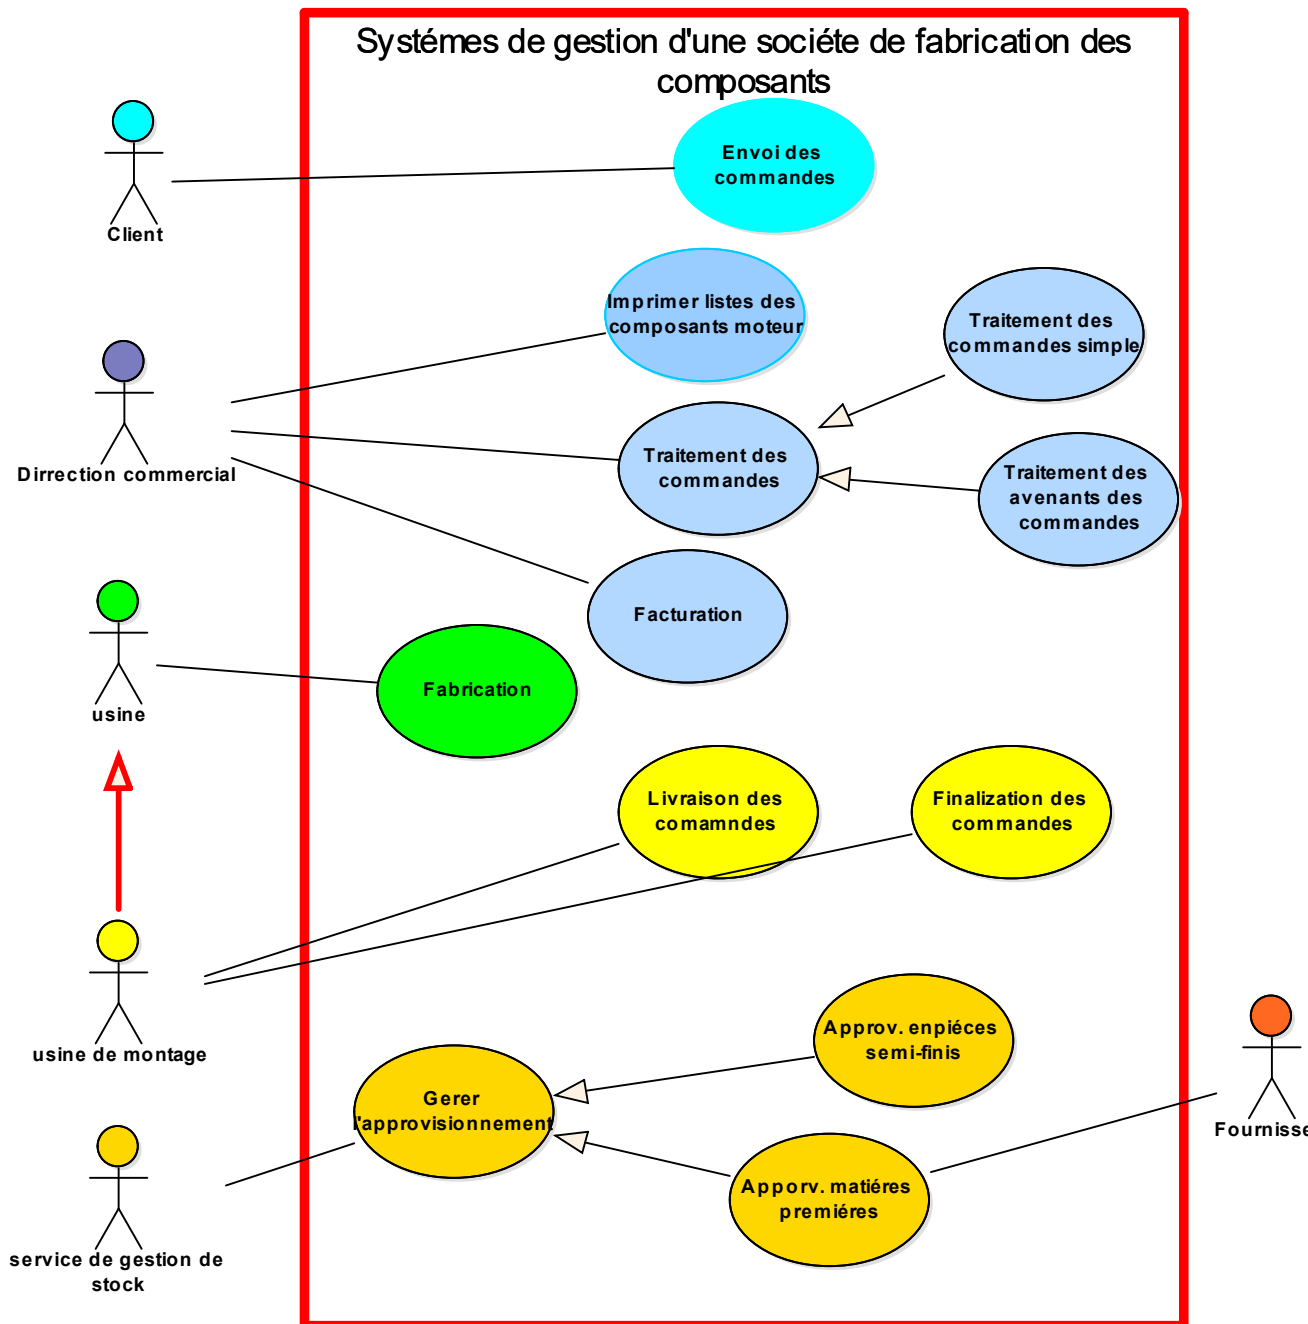 Systémes de gestion d'une sociéte de fabrication des
composants
Envoi des
commandes
Client
Imprimer listes des
composants moteur
Traitement des
commandes simple
Dirrection commercial
Traitement des
commandes
Traitement des
avenants des
commandes
Facturation
usine
Fabrication
Livraison des
comamndes
Finalization des
commandes
usine de montage
Approv. enpiéces
semi-finis
Gerer
l'approvisionnement
Fournisse
Apporv. matiéres
premiéres
service de gestion de
stock